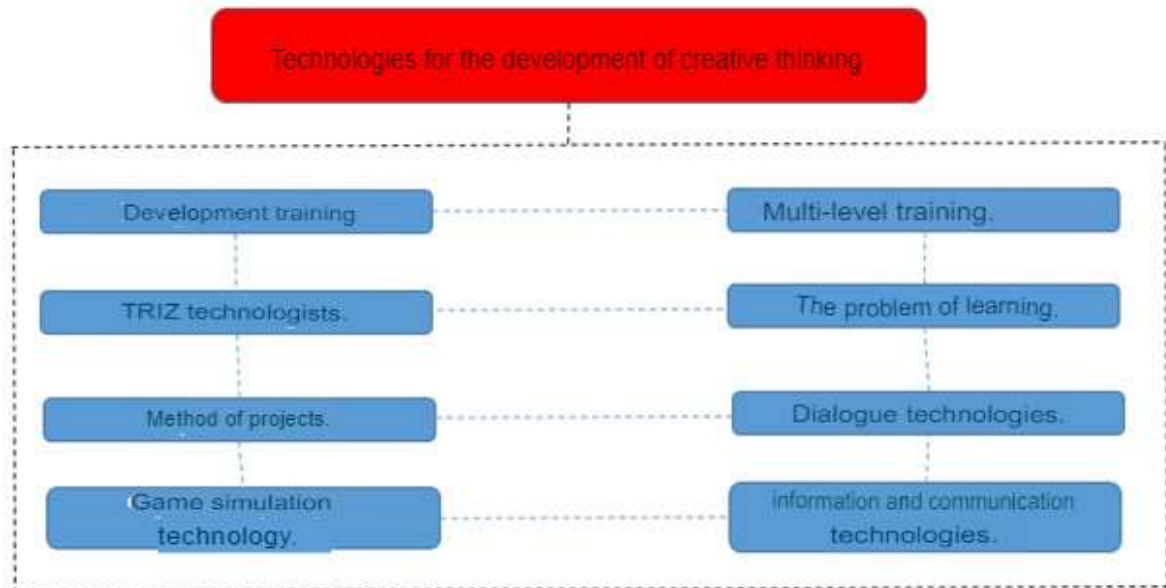 Technologies for the development of creative thinking
Development training
Multi-level training.
TRIZ technologists.
The problem of learning.
Method of projects.
Dialogue technologies.
Game simulation
technology.
information and communication
technologies.